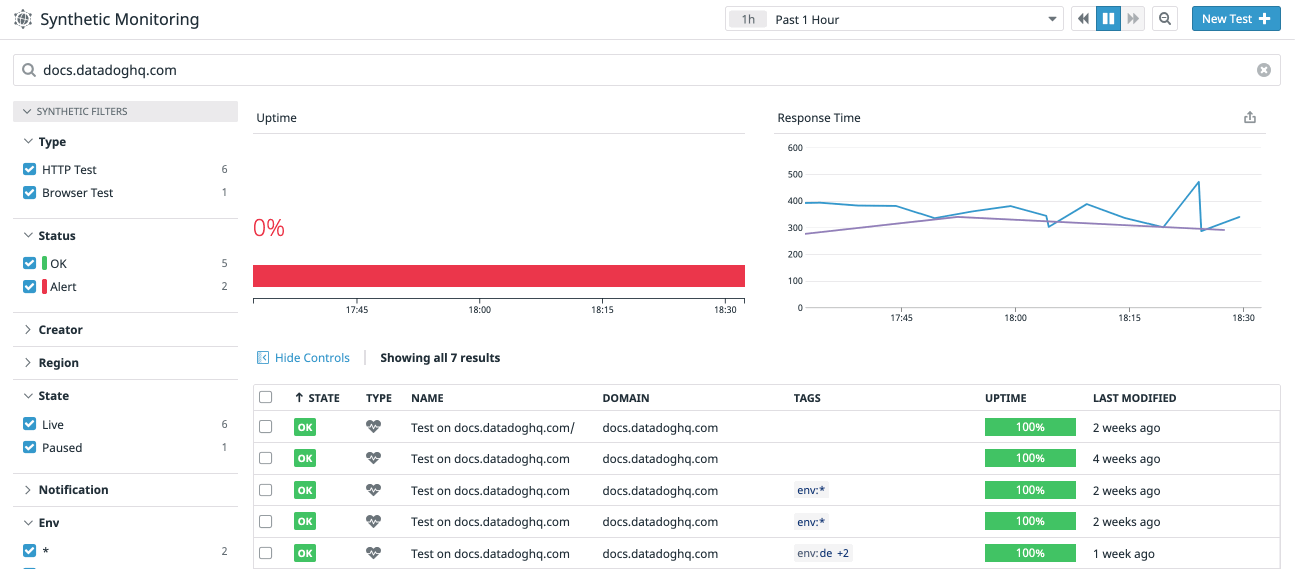 Synthetic Monitoring
1h Past 1 Hour
New Test +
docs.datadoghq.com
SYNTHETIC FILTERS
Type
HTTP Test 6
Browser Test 1
Status
OK 5
Alert 2
Creator
Region
State
Live 6
Paused 1
Notification
Env
* 2
Uptime
0%
17:45 18:00 18:15 18:30
Response Time
600
500
400
300
200
100
0
17:45 18:00 18:15 18:30
Hide Controls Showing all 7 results
STATE TYPE NAME DOMAIN TAGS UPTIME LAST MODIFIED
OK Test on docs.datadoghq.com/ docs.datadoghq.com 100% 2 weeks ago
OK Test on docs.datadoghq.com docs.datadoghq.com 100% 4 weeks ago
OK Test on docs.datadoghq.com docs.datadoghq.com env:* 100% 2 weeks ago
OK Test on docs.datadoghq.com docs.datadoghq.com env:* 100% 2 weeks ago
OK Test on docs.datadoghq.com docs.datadoghq.com env:de +2 100% 1 week ago